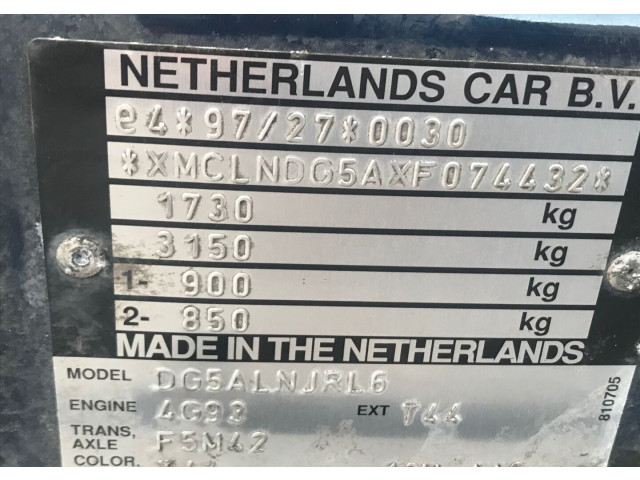 NETHERLANDS CAR B.V.
e4*97/27*0030
*XMCLNDG5AXF074432*
1730 kg
3150 kg
1- 900 kg
2- 850 kg
MADE IN THE NETHERLANDS
MODEL DG5ALNJRL6
ENGINE 4G93 EXT T44
TRANS, AXLE F5M42
COLOR.
810705